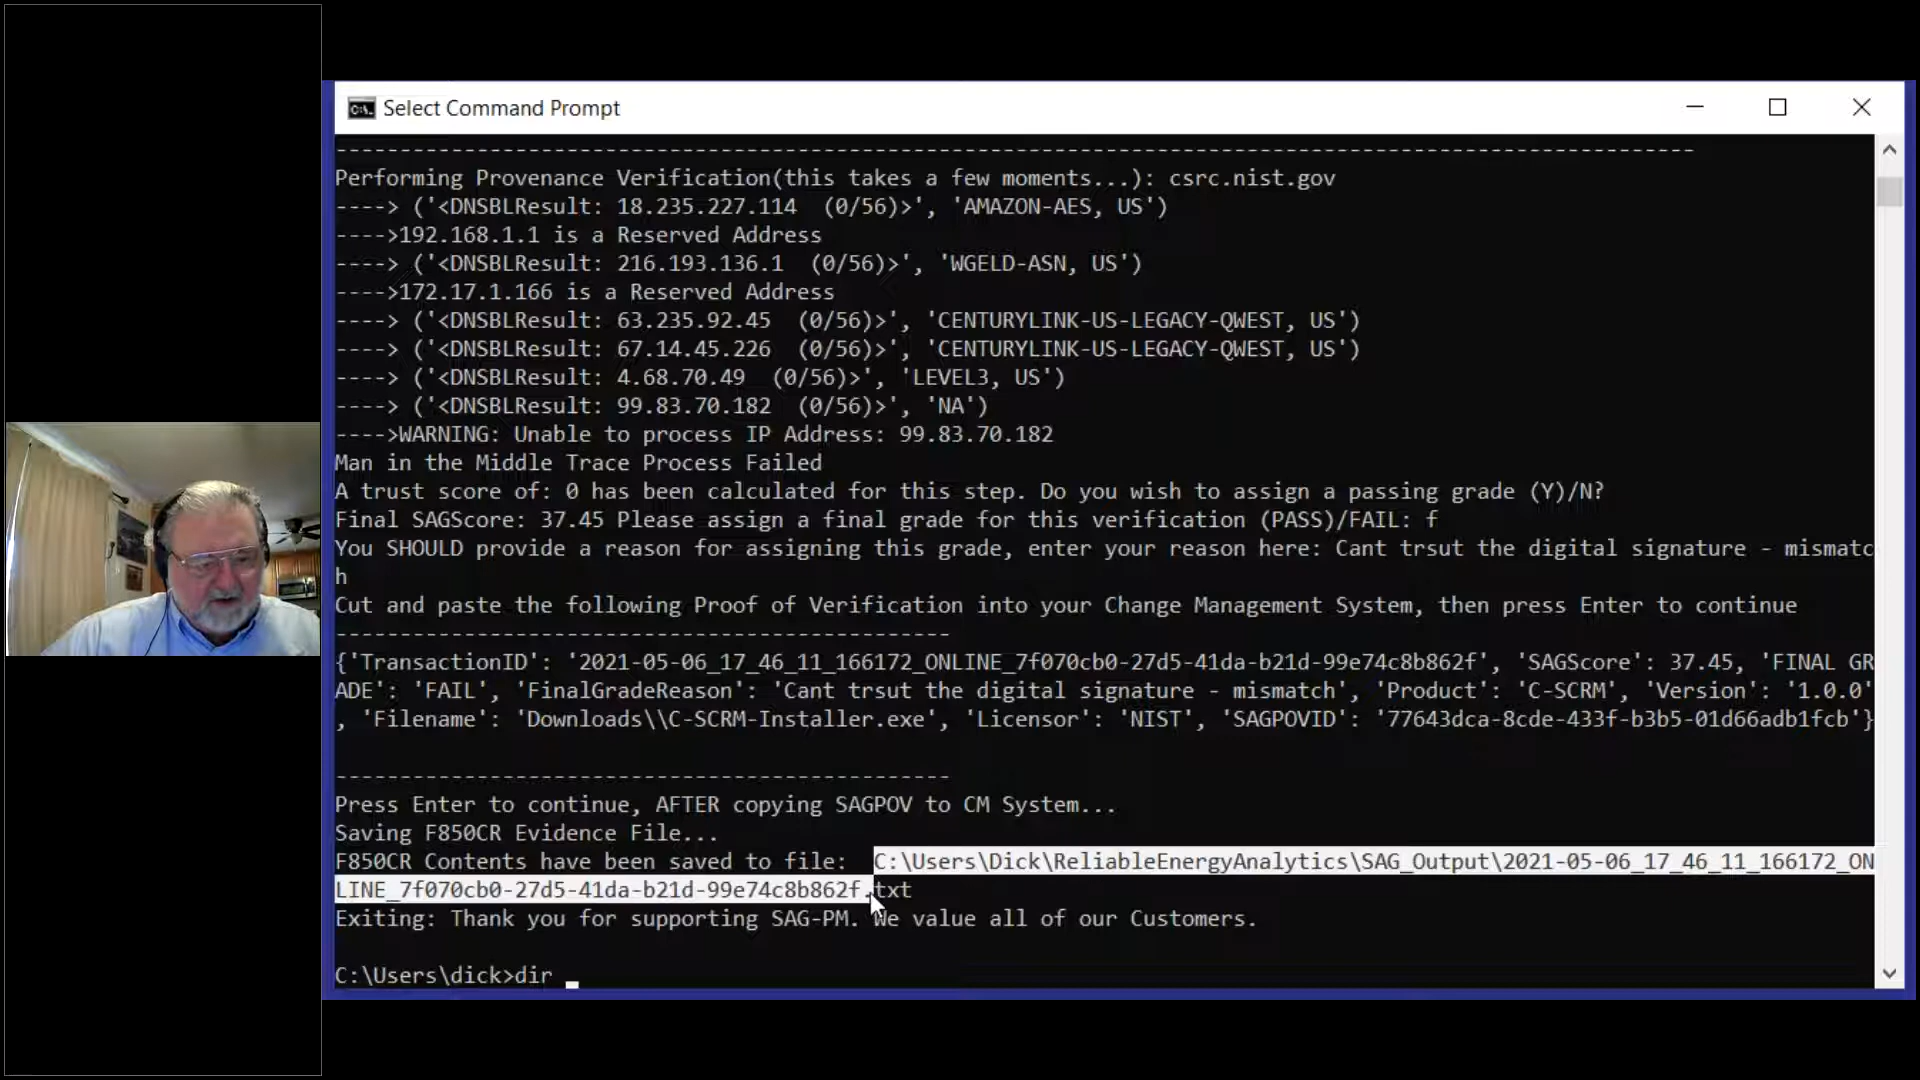 Select Command Prompt
--------------------------------------------------------------------------------------------------------------
Performing Provenance Verification(this takes a few moments...): csrc.nist.gov
----> ('<DNSBLResult: 18.235.227.114  (0/56)>', 'AMAZON-AES, US')
---->192.168.1.1 is a Reserved Address
----> ('<DNSBLResult: 216.193.136.1  (0/56)>', 'WGELD-ASN, US')
---->172.17.1.166 is a Reserved Address
----> ('<DNSBLResult: 63.235.92.45  (0/56)>', 'CENTURYLINK-US-LEGACY-QWEST, US')
----> ('<DNSBLResult: 67.14.45.226  (0/56)>', 'CENTURYLINK-US-LEGACY-QWEST, US')
----> ('<DNSBLResult: 4.68.70.49  (0/56)>', 'LEVEL3, US')
----> ('<DNSBLResult: 99.83.70.182  (0/56)>', 'NA')
---->WARNING: Unable to process IP Address: 99.83.70.182
Man in the Middle Trace Process Failed
A trust score of: 0 has been calculated for this step. Do you wish to assign a passing grade (Y)/N?
Final SAGScore: 37.45 Please assign a final grade for this verification (PASS)/FAIL: f
You SHOULD provide a reason for assigning this grade, enter your reason here: Cant trsut the digital signature - mismatc
h
Cut and paste the following Proof of Verification into your Change Management System, then press Enter to continue
------------------------------------------------
{'TransactionID': '2021-05-06_17_46_11_166172_ONLINE_7f070cb0-27d5-41da-b21d-99e74c8b862f', 'SAGScore': 37.45, 'FINAL GR
ADE': 'FAIL', 'FinalGradeReason': 'Cant trsut the digital signature - mismatch', 'Product': 'C-SCRM', 'Version': '1.0.0'
, 'Filename': 'Downloads\\C-SCRM-Installer.exe', 'Licensor': 'NIST', 'SAGPOVID': '77643dca-8cde-433f-b3b5-01d66adb1fcb'}
------------------------------------------------
Press Enter to continue, AFTER copying SAGPOV to CM System...
Saving F850CR Evidence File...
F850CR Contents have been saved to file:  C:\Users\Dick\ReliableEnergyAnalytics\SAG_Output\2021-05-06_17_46_11_166172_ON
LINE_7f070cb0-27d5-41da-b21d-99e74c8b862f.txt
Exiting: Thank you for supporting SAG-PM. We value all of our Customers.
C:\Users\dick>dir